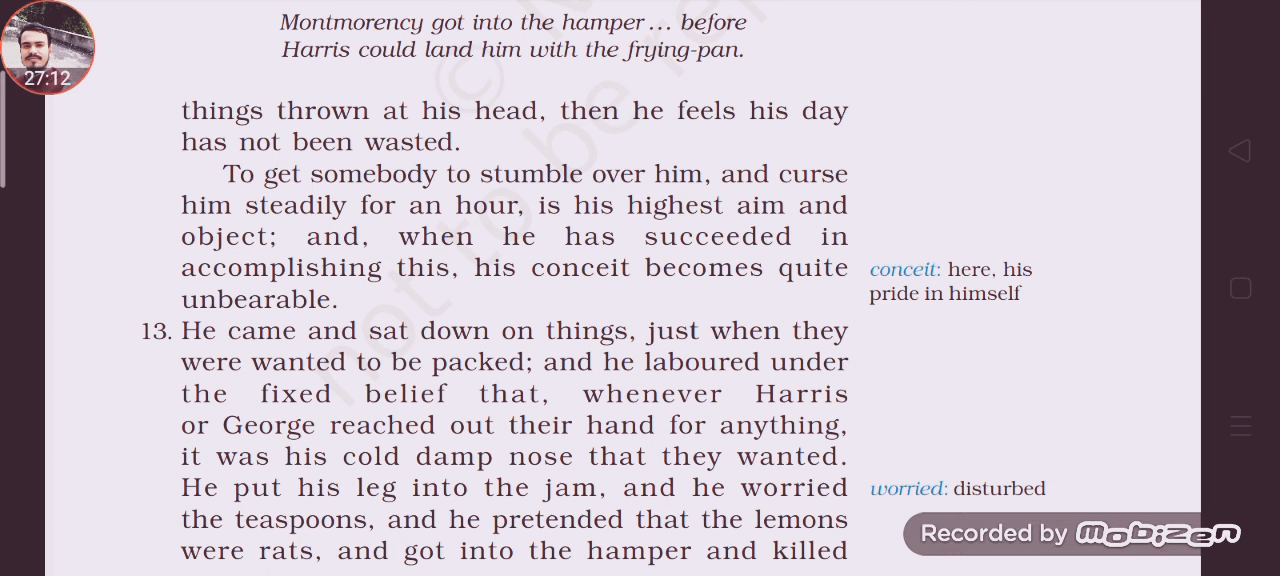 Montmorency got into the hamper... before
Harris could land him with the frying-pan.
27:12
things thrown at his head, then he feels his day
has not been wasted.
To get somebody to stumble over him, and curse
him steadily for an hour, is his highest aim and
object; and, when he has succeeded in
accomplishing this, his conceit becomes quite
unbearable.
conceit: here, his
pride in himself
13. He came and sat down on things, just when they
were wanted to be packed; and he laboured under
the fixed belief that, whenever Harris
or George reached out their hand for anything,
it was his cold damp nose that they wanted.
He put his leg into the jam, and he worried
worried: disturbed
the teaspoons, and he pretended that the lemons
were rats, and got into the hamper and killed
Recorded by mobizen
not to be re